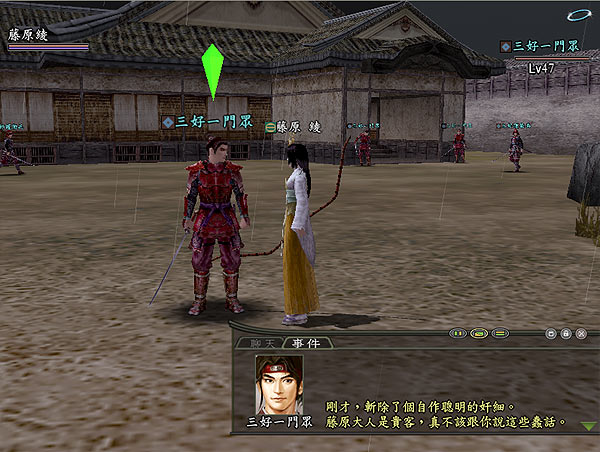 藤原綾
三好一門眾
Lv47
三好一門眾
藤原 綾
聊天
事件
三好一門眾
剛才，斬除了個自作聰明的奸細。
藤原大人是貴客，真不該跟你說這些蠢話。